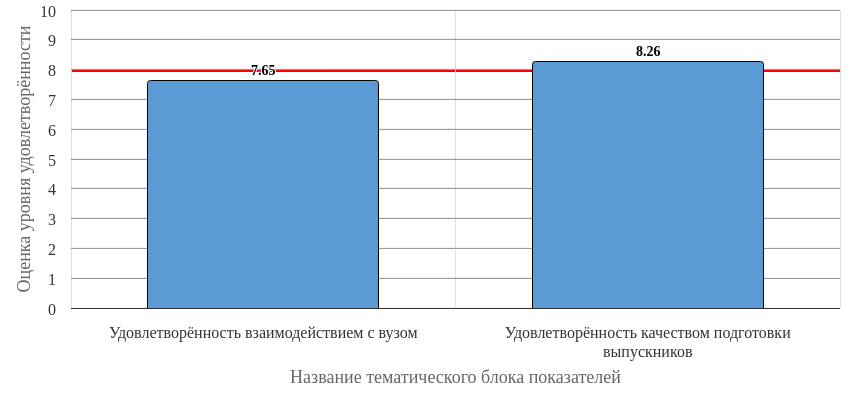 Оценка уровня удовлетворённости
10
9
8
7
6
5
4
3
2
1
0
7.65
8.26
Удовлетворённость взаимодействием с вузом
Удовлетворённость качеством подготовки
выпускников
Название тематического блока показателей